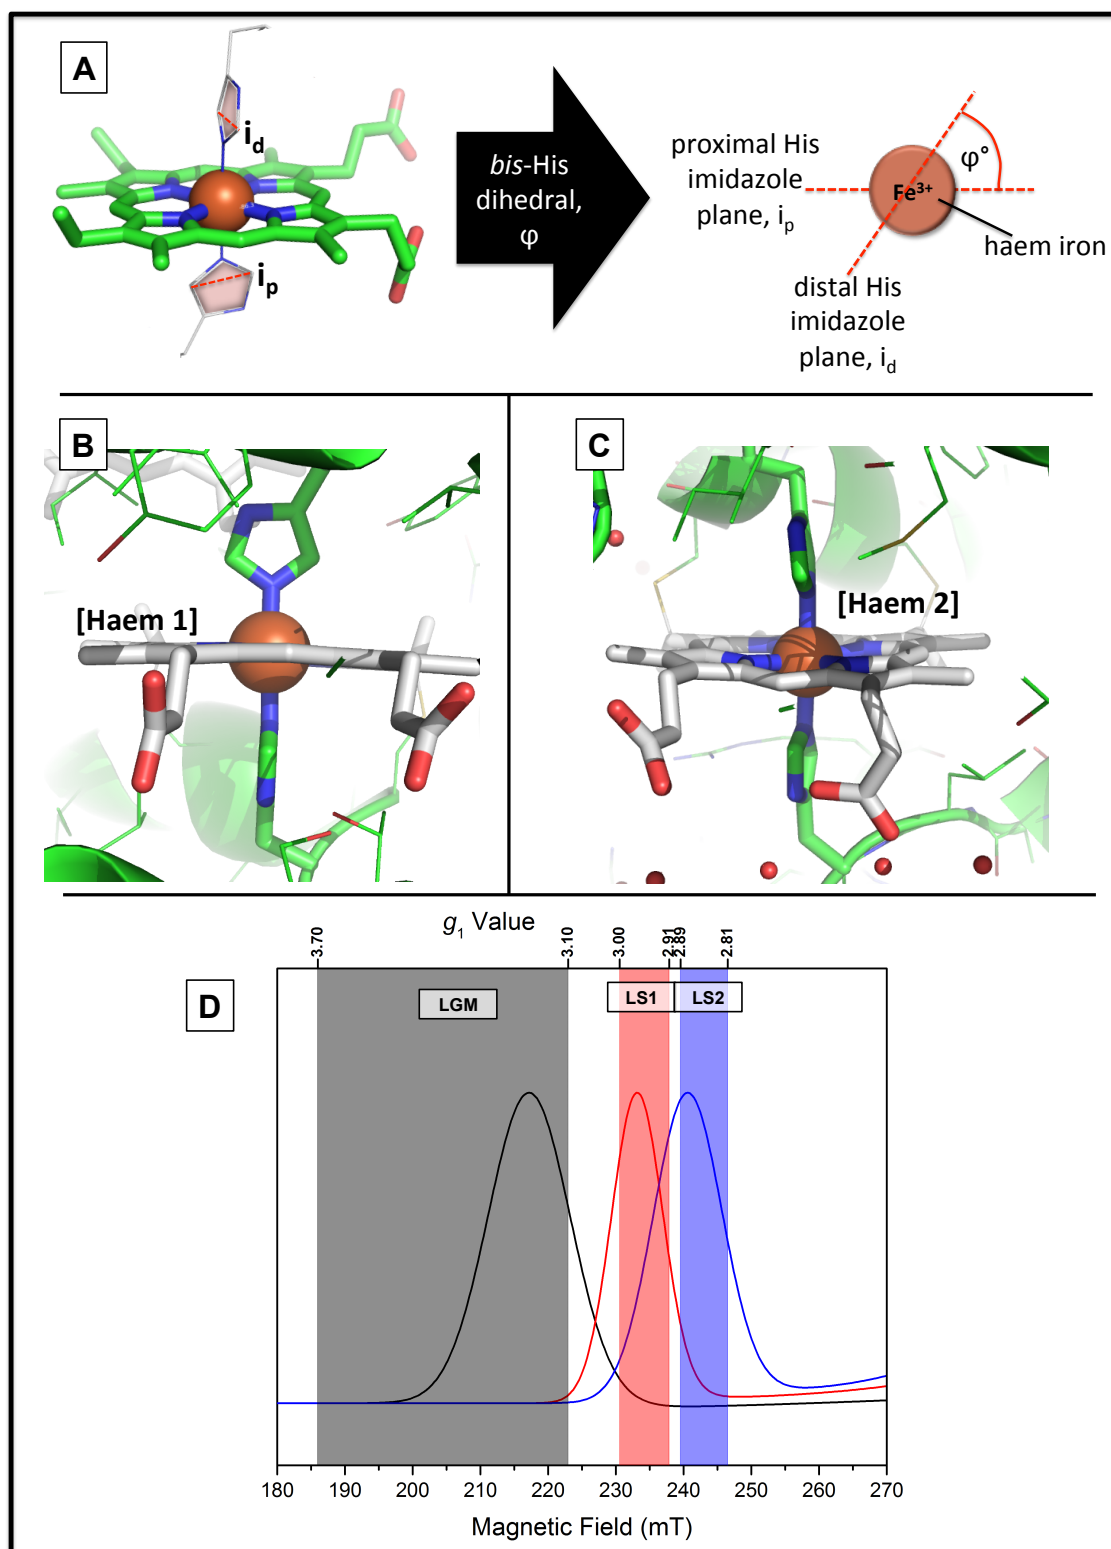 A
i_d
i_p
bis-His
dihedral,
φ
proximal His
imidazole
plane, i_p
φ°
Fe³⁺
haem iron
distal His
imidazole
plane, i_d
B
[Haem 1]
C
[Haem 2]
g₁ Value
3.70
3.10
3.00
2.91
2.89
2.81
D
LGM
LS1
LS2
180 190 200 210 220 230 240 250 260 270
Magnetic Field (mT)